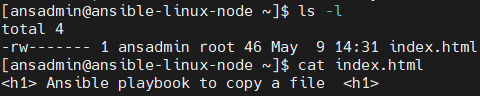 [ansadmin@ansible-linux-node ~]$ ls -l
total 4
-rw------- 1 ansadmin root 46 May  9 14:31 index.html
[ansadmin@ansible-linux-node ~]$ cat index.html
<h1> Ansible playbook to copy a file  <h1>